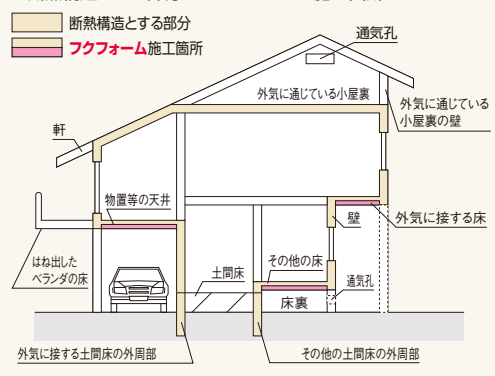 断熱構造とする部分
フクフォーム施工箇所
通気孔
外気に通じている小屋裏
外気に通じている
小屋裏の壁
軒
物置等の天井
壁
外気に接する床
はね出した
ベランダの床
土間床
その他の床
通気孔
床裏
外気に接する土間床の外周部
その他の土間床の外周部